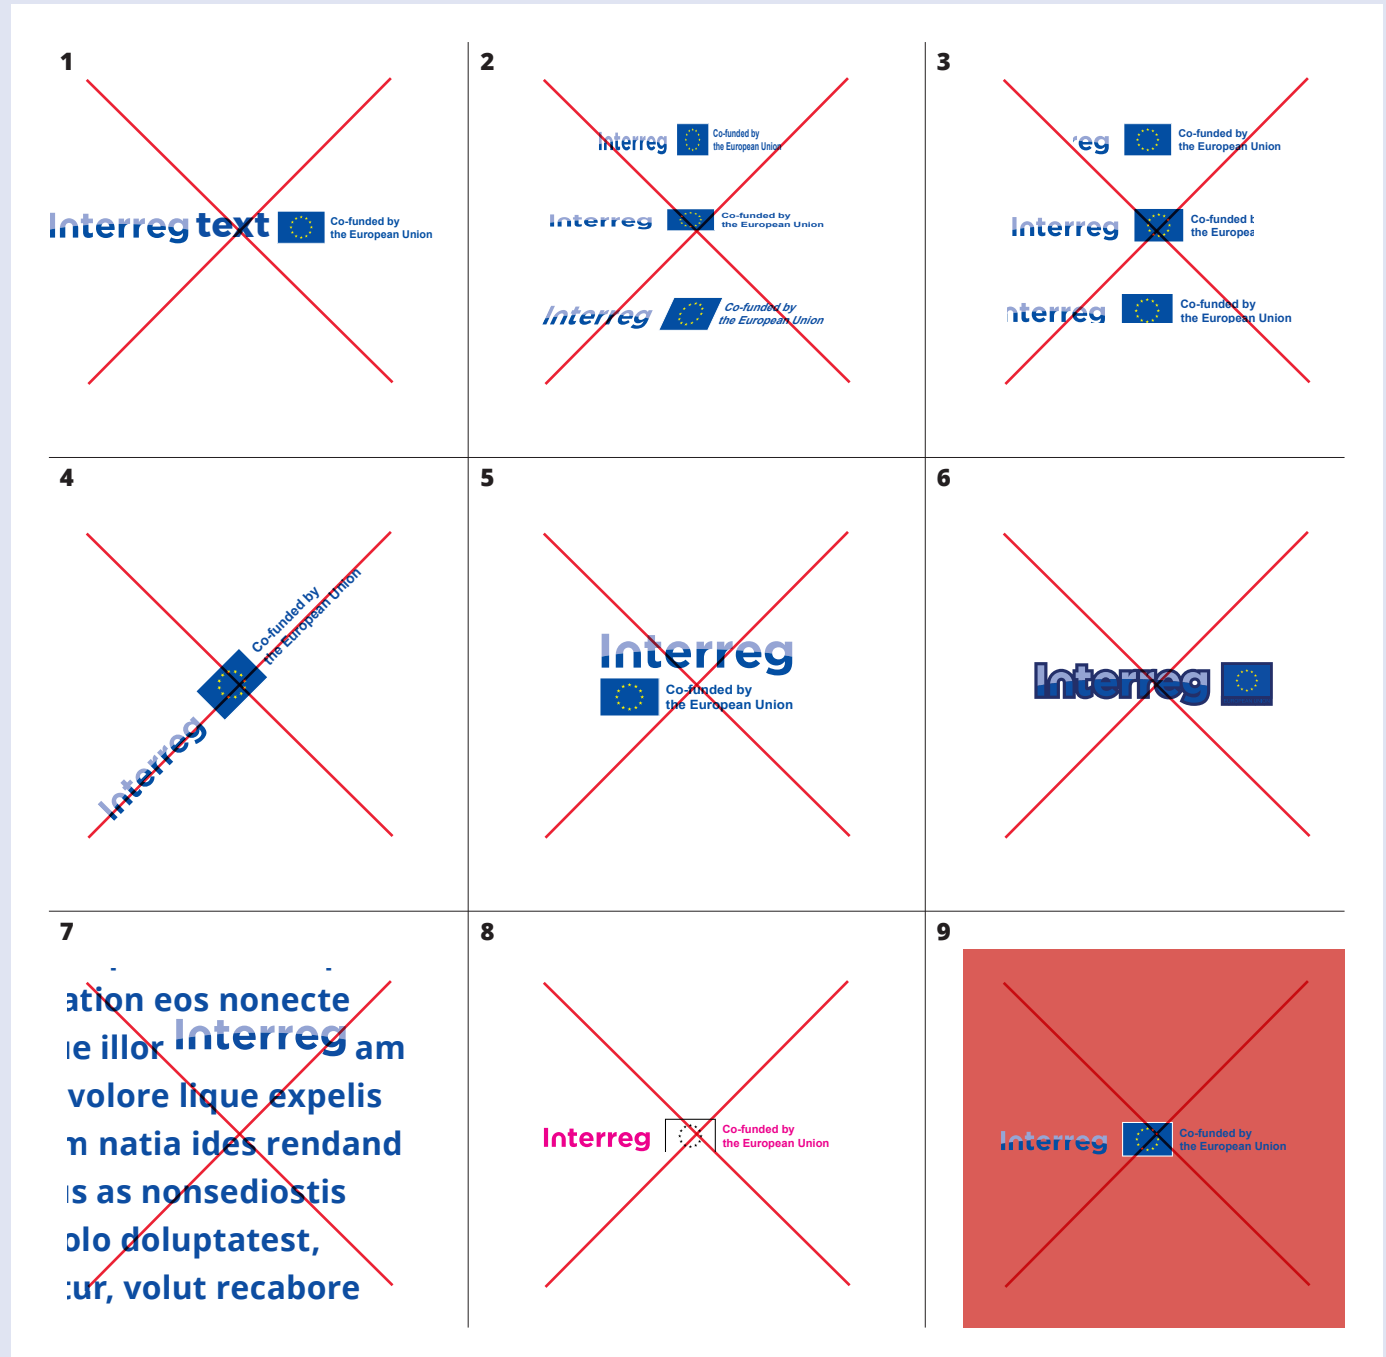 1
Interreg text
Co-funded by
the European Union
2
Interreg
Co-funded by
the European Union
Interreg
Co-funded by
the European Union
Interreg
Co-funded by
the European Union
3
reg
Co-funded by
the European Union
Interreg
Co-funded b
the Europea
nterreg
Co-funded by
the European Union
4
Interreg
Co-funded by
the European Union
5
Interreg
Co-funded by
the European Union
6
Interreg
7
ation eos nonecte
ue illor Interreg am
volore lique expelis
m natia ides rendand
us as nonsediostis
olo doluptatest,
tur, volut recabore
8
Interreg
Co-funded by
the European Union
9
Interreg
Co-funded by
the European Union